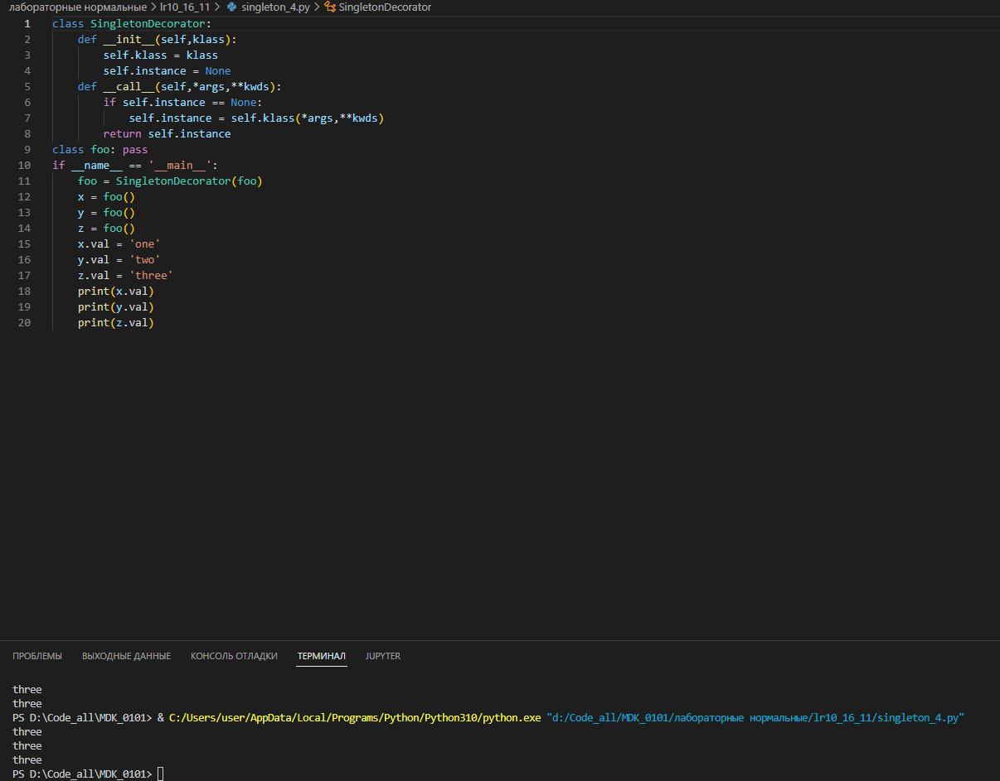 лабораторные нормальные > lr10_16_11 > singleton_4.py > SingletonDecorator
1 class SingletonDecorator:
2     def __init__(self,klass):
3         self.klass = klass
4         self.instance = None
5     def __call__(self,*args,**kwds):
6         if self.instance == None:
7             self.instance = self.klass(*args,**kwds)
8         return self.instance
9 class foo: pass
10 if __name__ == '__main__':
11     foo = SingletonDecorator(foo)
12     x = foo()
13     y = foo()
14     z = foo()
15     x.val = 'one'
16     y.val = 'two'
17     z.val = 'three'
18     print(x.val)
19     print(y.val)
20     print(z.val)
ПРОБЛЕМЫ ВЫХОДНЫЕ ДАННЫЕ КОНСОЛЬ ОТЛАДКИ ТЕРМИНАЛ JUPYTER
three
three
PS D:\Code_all\MDK_0101> & C:/Users/user/AppData/Local/Programs/Python/Python310/python.exe "d:/Code_all/MDK_0101/лабораторные нормальные/lr10_16_11/singleton_4.py"
three
three
three
PS D:\Code_all\MDK_0101>